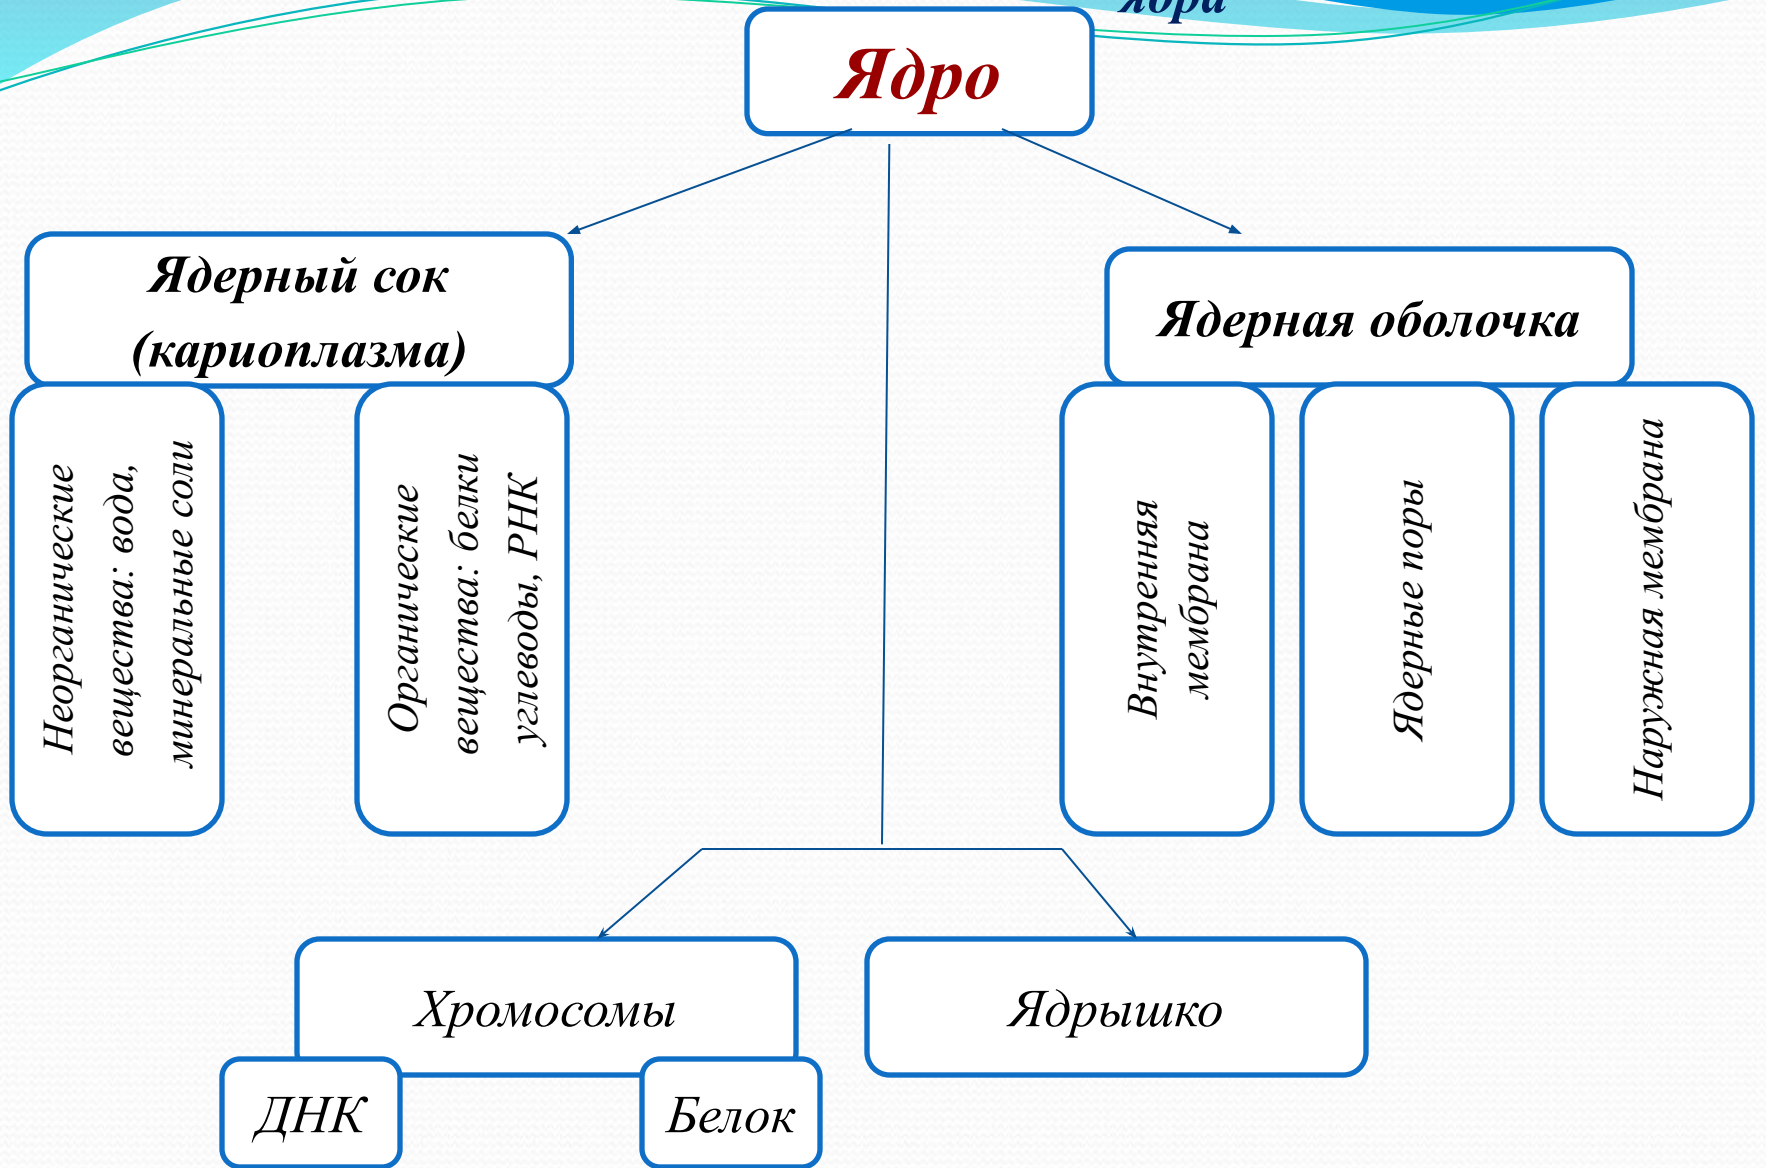 ядра
Ядро
Ядерный сок
(кариоплазма)
Ядерная оболочка
Неорганические
вещества: вода,
минеральные соли
Органические
вещества: белки
углеводы, РНК
Внутренняя
мембрана
Ядерные поры
Наружная мембрана
Хромосомы
Ядрышко
ДНК
Белок